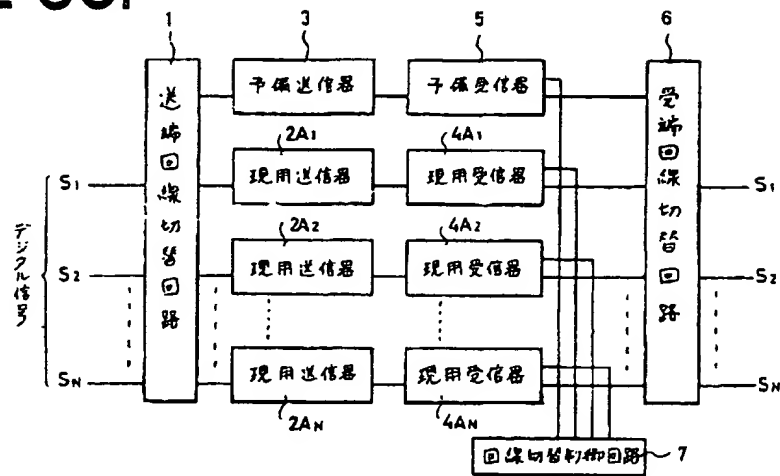 1
3
5
6
予備送信器
予備受信器
送端回線切替回路
受端回線切替回路
2A1
4A1
S1
現用送信器
現用受信器
S1
デジタル信号
2A2
4A2
S2
現用送信器
現用受信器
S2
SN
現用送信器
現用受信器
SN
2AN
4AN
回線切替制御回路
7